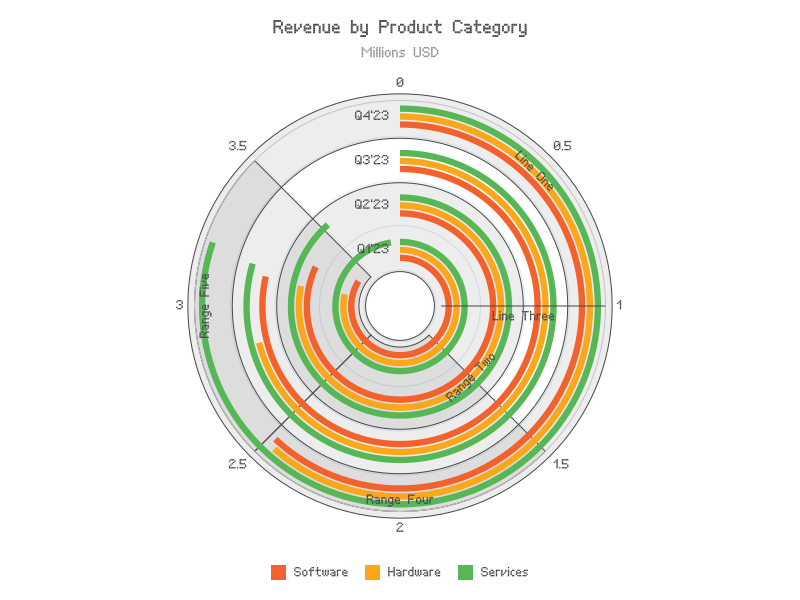 Revenue by Product Category
Millions USD
0
0.5
1
1.5
2
2.5
3
3.5
Q4'23
Q3'23
Q2'23
Q1'23
Line One
Line Three
Range Two
Range Four
Range Five
Software
Hardware
Services